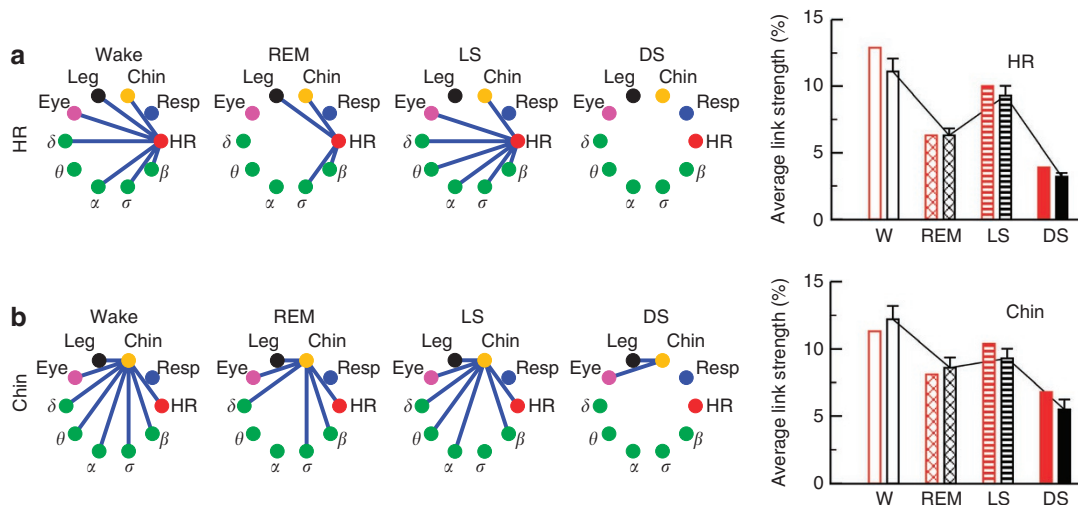 a
HR
Wake
Leg Chin
Eye Resp
δ HR
θ β
α σ
REM
Leg Chin
Eye Resp
δ HR
θ β
α σ
LS
Leg Chin
Eye Resp
δ HR
θ β
α σ
DS
Leg Chin
Eye Resp
δ HR
θ β
α σ
Average link strength (%)
15
10
5
0
HR
W REM LS DS
b
Chin
Wake
Leg Chin
Eye Resp
δ HR
θ β
α σ
REM
Leg Chin
Eye Resp
δ HR
θ β
α σ
LS
Leg Chin
Eye Resp
δ HR
θ β
α σ
DS
Leg Chin
Eye Resp
δ HR
θ β
α σ
Average link strength (%)
15
10
5
0
Chin
W REM LS DS